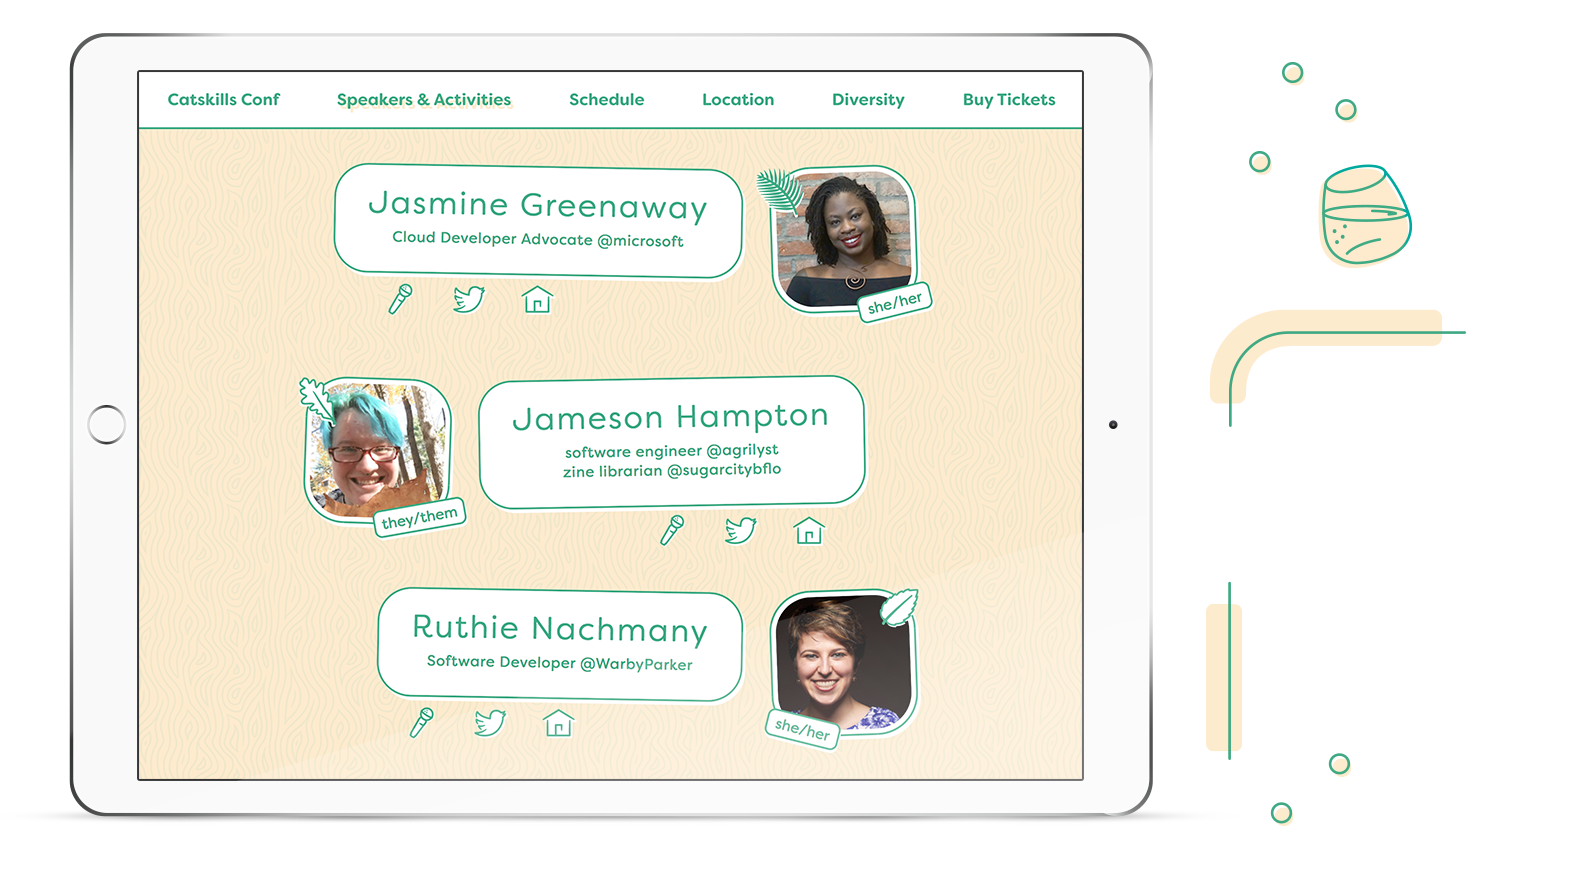 Catskills Conf Speakers & Activities Schedule Location Diversity Buy Tickets
Jasmine Greenaway
Cloud Developer Advocate @microsoft
she/her
Jameson Hampton
software engineer @agrilyst
zine librarian @sugarcitybflo
they/them
Ruthie Nachmany
Software Developer @WarbyParker
she/her